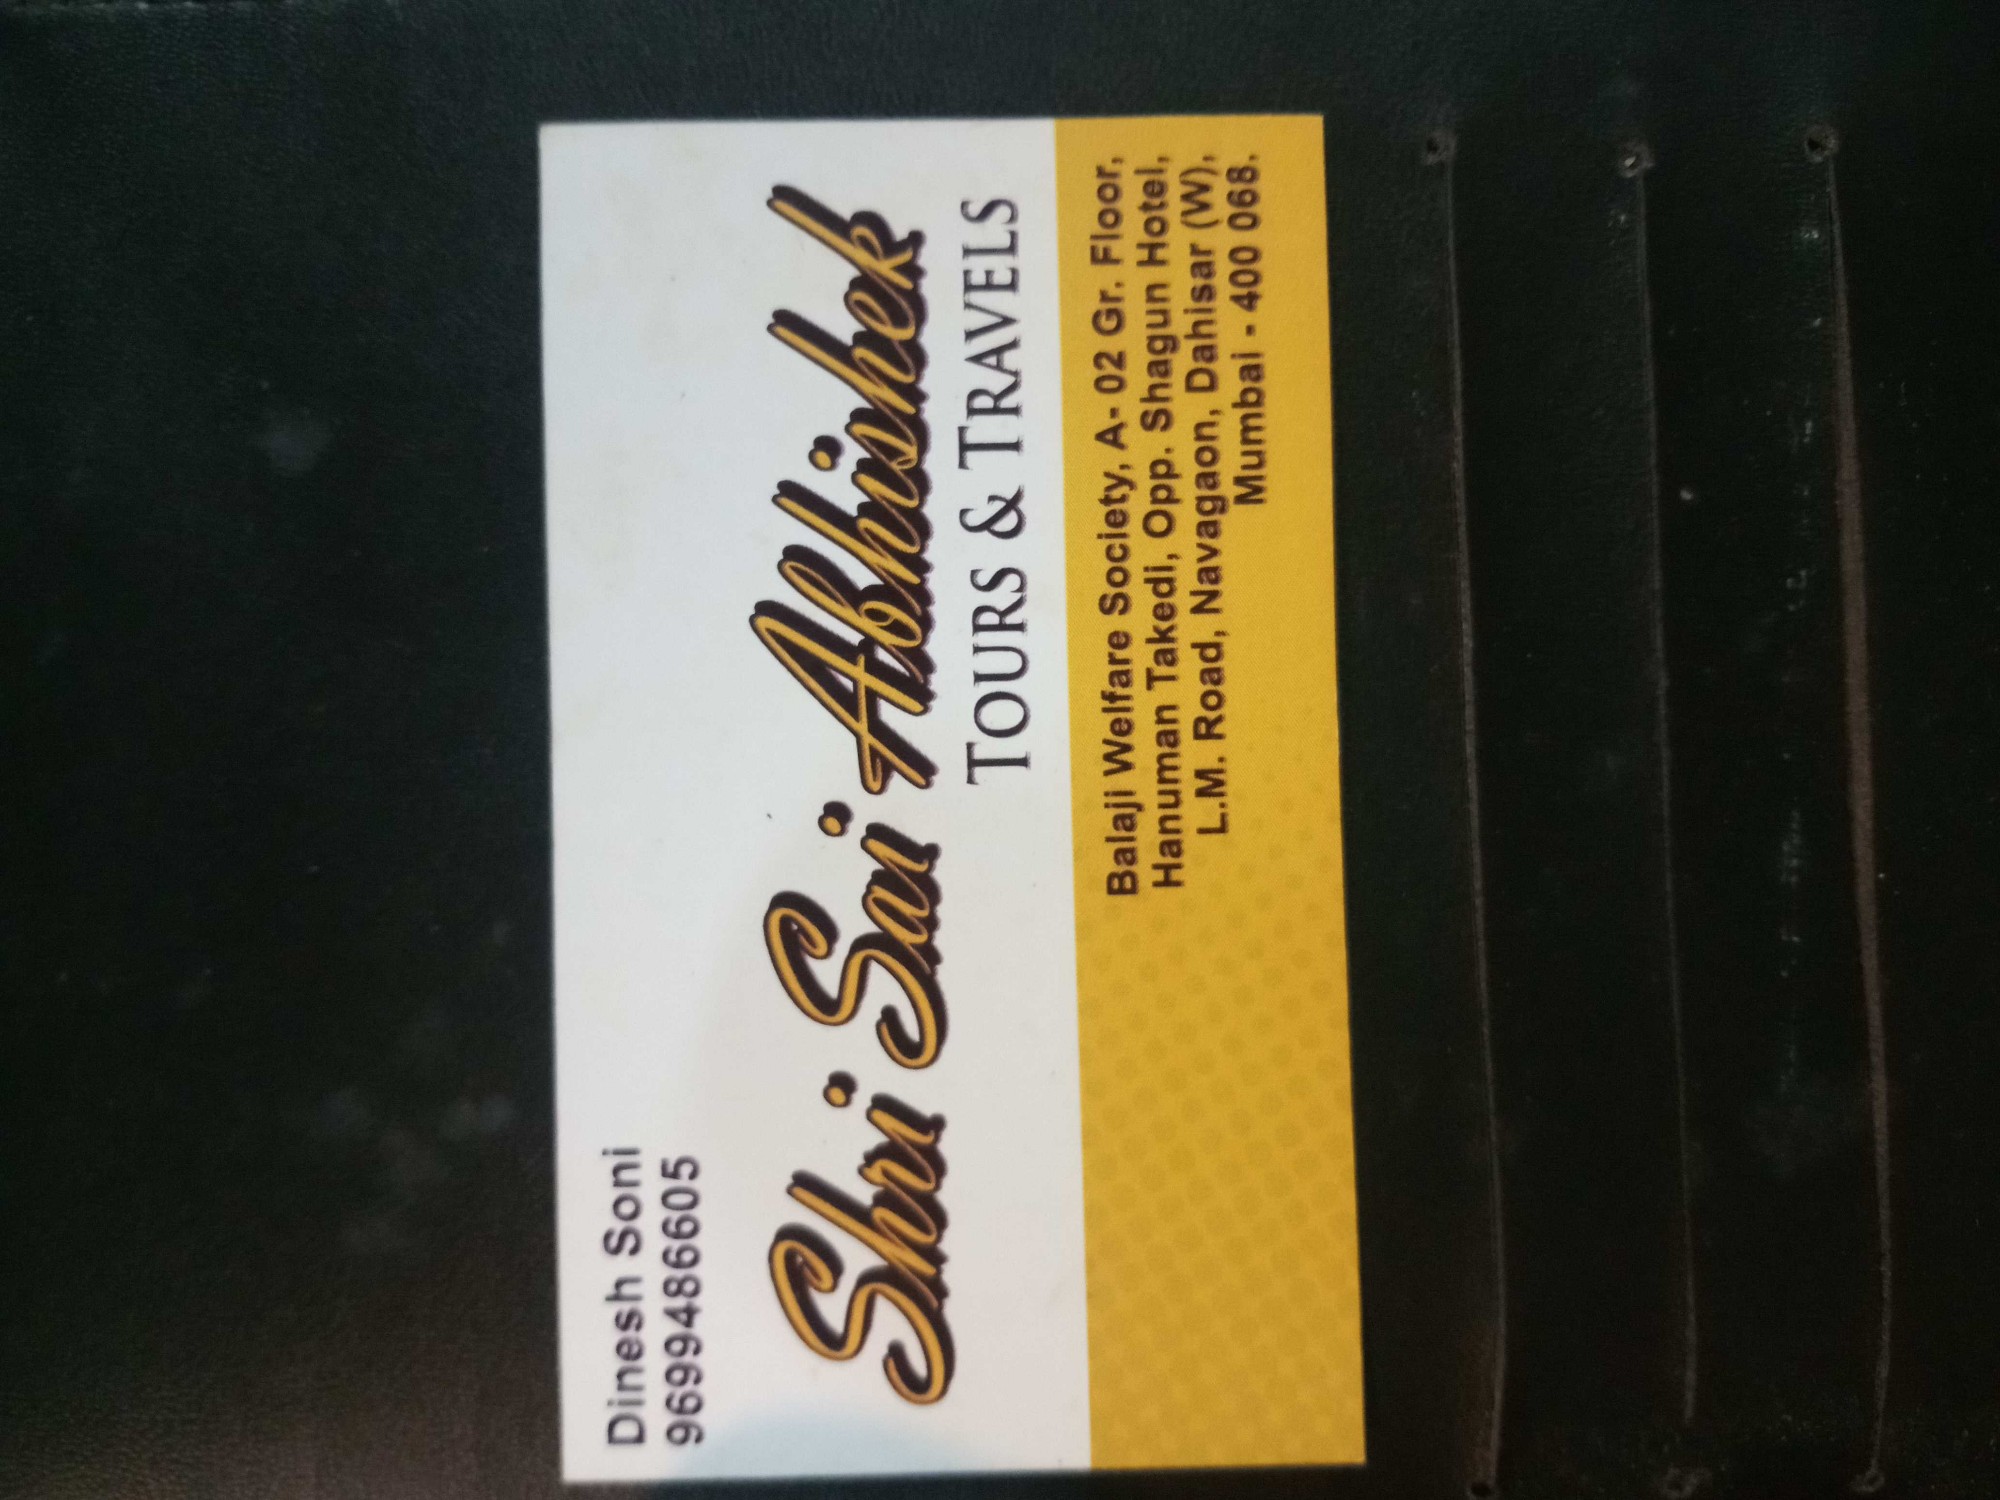 Dinesh Soni
9699486605
Shri Sai Abhishek
TOURS & TRAVELS
Balaji Welfare Society, A- 02 Gr. Floor,
Hanuman Takedi, Opp. Shagun Hotel,
L.M. Road, Navagaon, Dahisar (W),
Mumbai - 400 068.